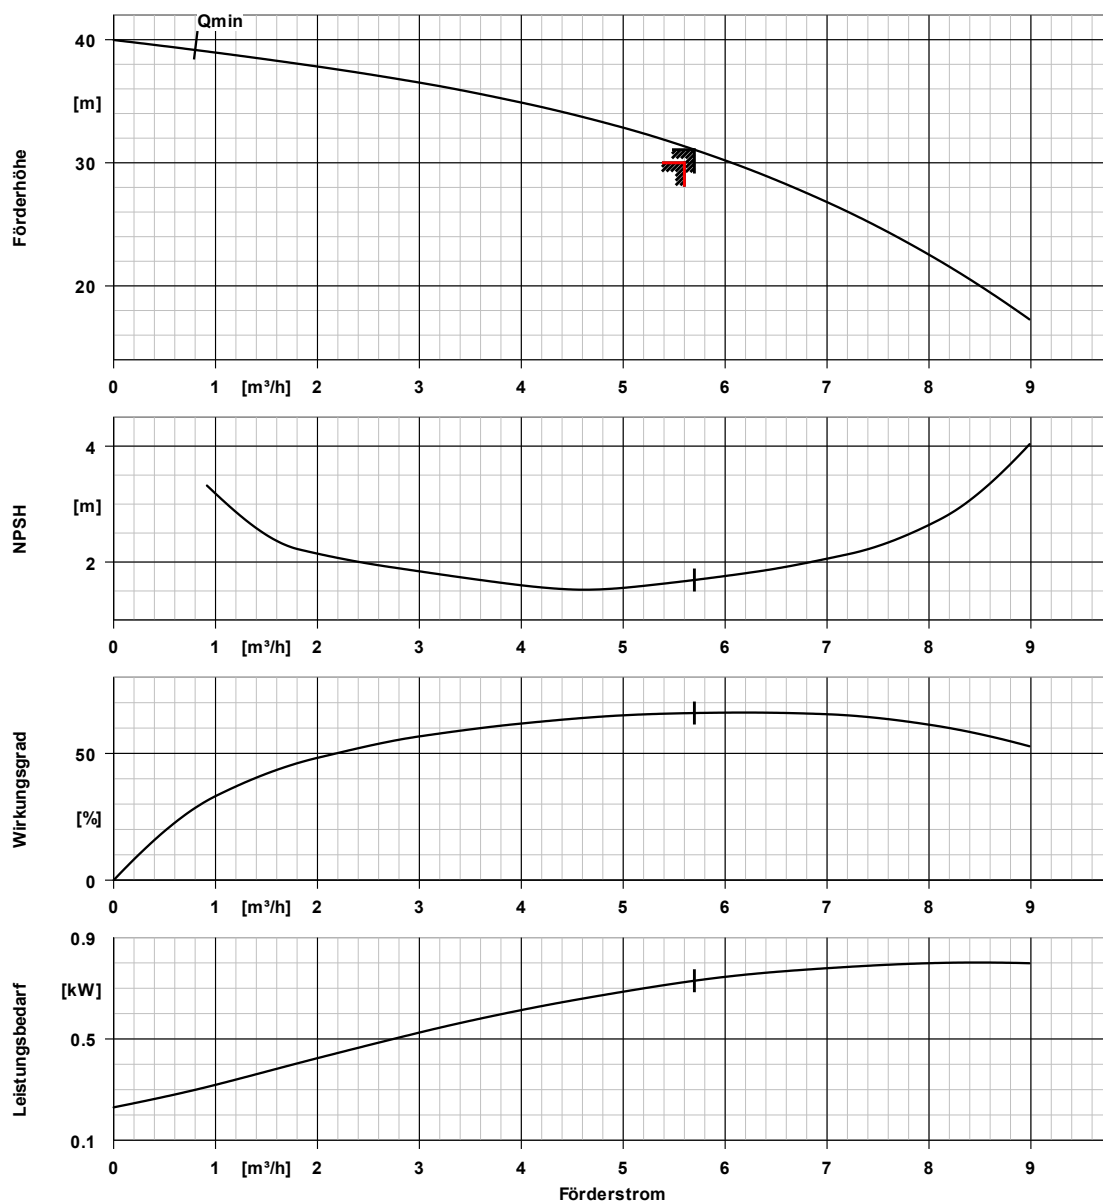 Qmin
40
[m]
30
Förderhöhe
20
0 1 [m³/h] 2 3 4 5 6 7 8 9
4
[m]
NPSH
2
0 1 [m³/h] 2 3 4 5 6 7 8 9
50
Wirkungsgrad
[%]
0
0 1 [m³/h] 2 3 4 5 6 7 8 9
0.9
[kW]
0.5
Leistungsbedarf
0.1
0 1 [m³/h] 2 3 4 5 6 7 8 9
Förderstrom